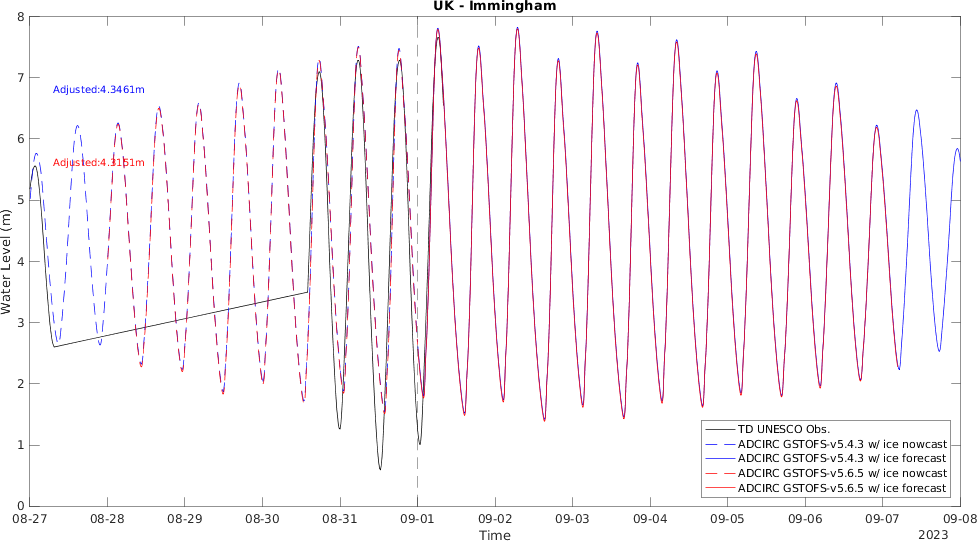 UK - Immingham
8
7
6
5
4
3
2
1
0
Water Level (m)
Adjusted:4.3461m
Adjusted:4.3151m
TD UNESCO Obs.
ADCIRC GSTOFS-v5.4.3 w/ ice nowcast
ADCIRC GSTOFS-v5.4.3 w/ ice forecast
ADCIRC GSTOFS-v5.6.5 w/ ice nowcast
ADCIRC GSTOFS-v5.6.5 w/ ice forecast
08-27 08-28 08-29 08-30 08-31 09-01 09-02 09-03 09-04 09-05 09-06 09-07 09-08
2023
Time